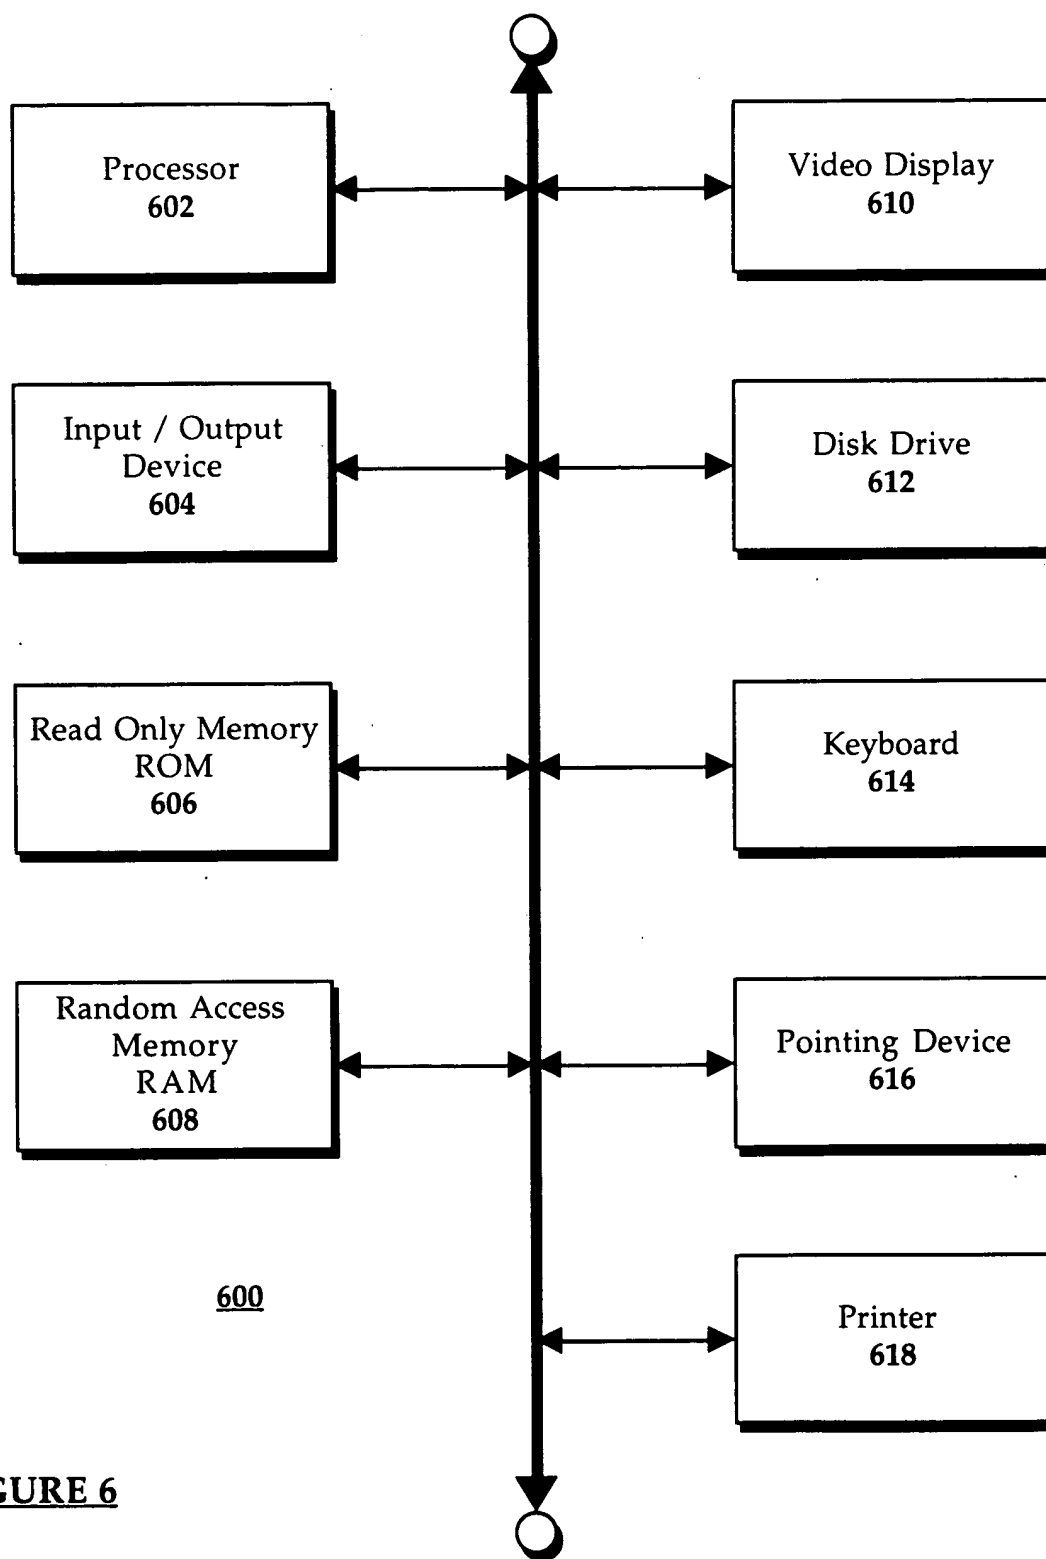 Processor
602
Video Display
610
Input / Output
Device
604
Disk Drive
612
Read Only Memory
ROM
606
Keyboard
614
Random Access
Memory
RAM
608
Pointing Device
616
600
Printer
618
GURE 6